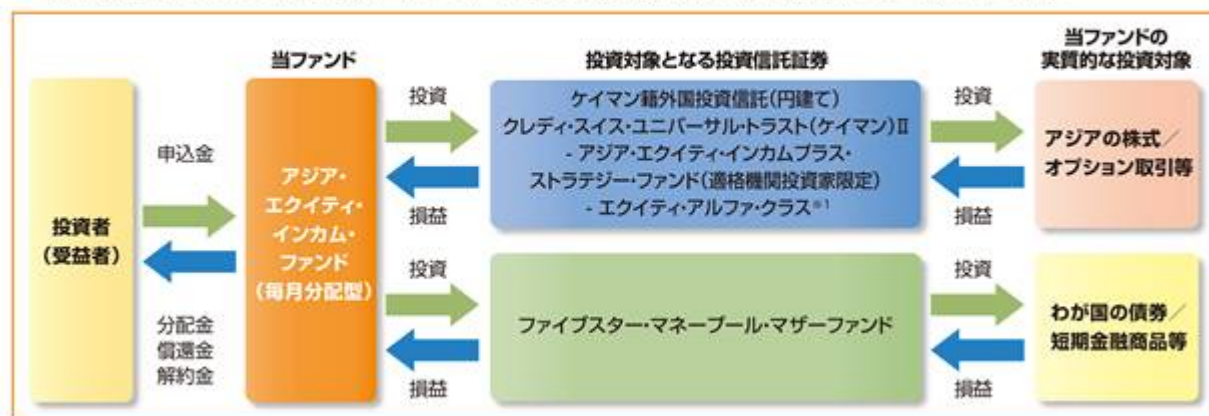 当ファンド
投資対象となる投資信託証券
当ファンドの
実質的な投資対象
申込金
投資者
(受益者)
分配金
償還金
解約金
アジア・
エクイティ・
インカム・
ファンド
(毎月分配型)
投資
損益
ケイマン籍外国投資信託(円建て)
クレディ・スイス・ユニバーサル・トラスト(ケイマン)Ⅱ
- アジア・エクイティ・インカムプラス・
ストラテジー・ファンド(適格機関投資家限定)
- エクイティ・アルファ・クラス※1
投資
損益
アジアの株式/
オプション取引等
投資
損益
ファイブスター・マネープール・マザーファンド
投資
損益
わが国の債券/
短期金融商品等